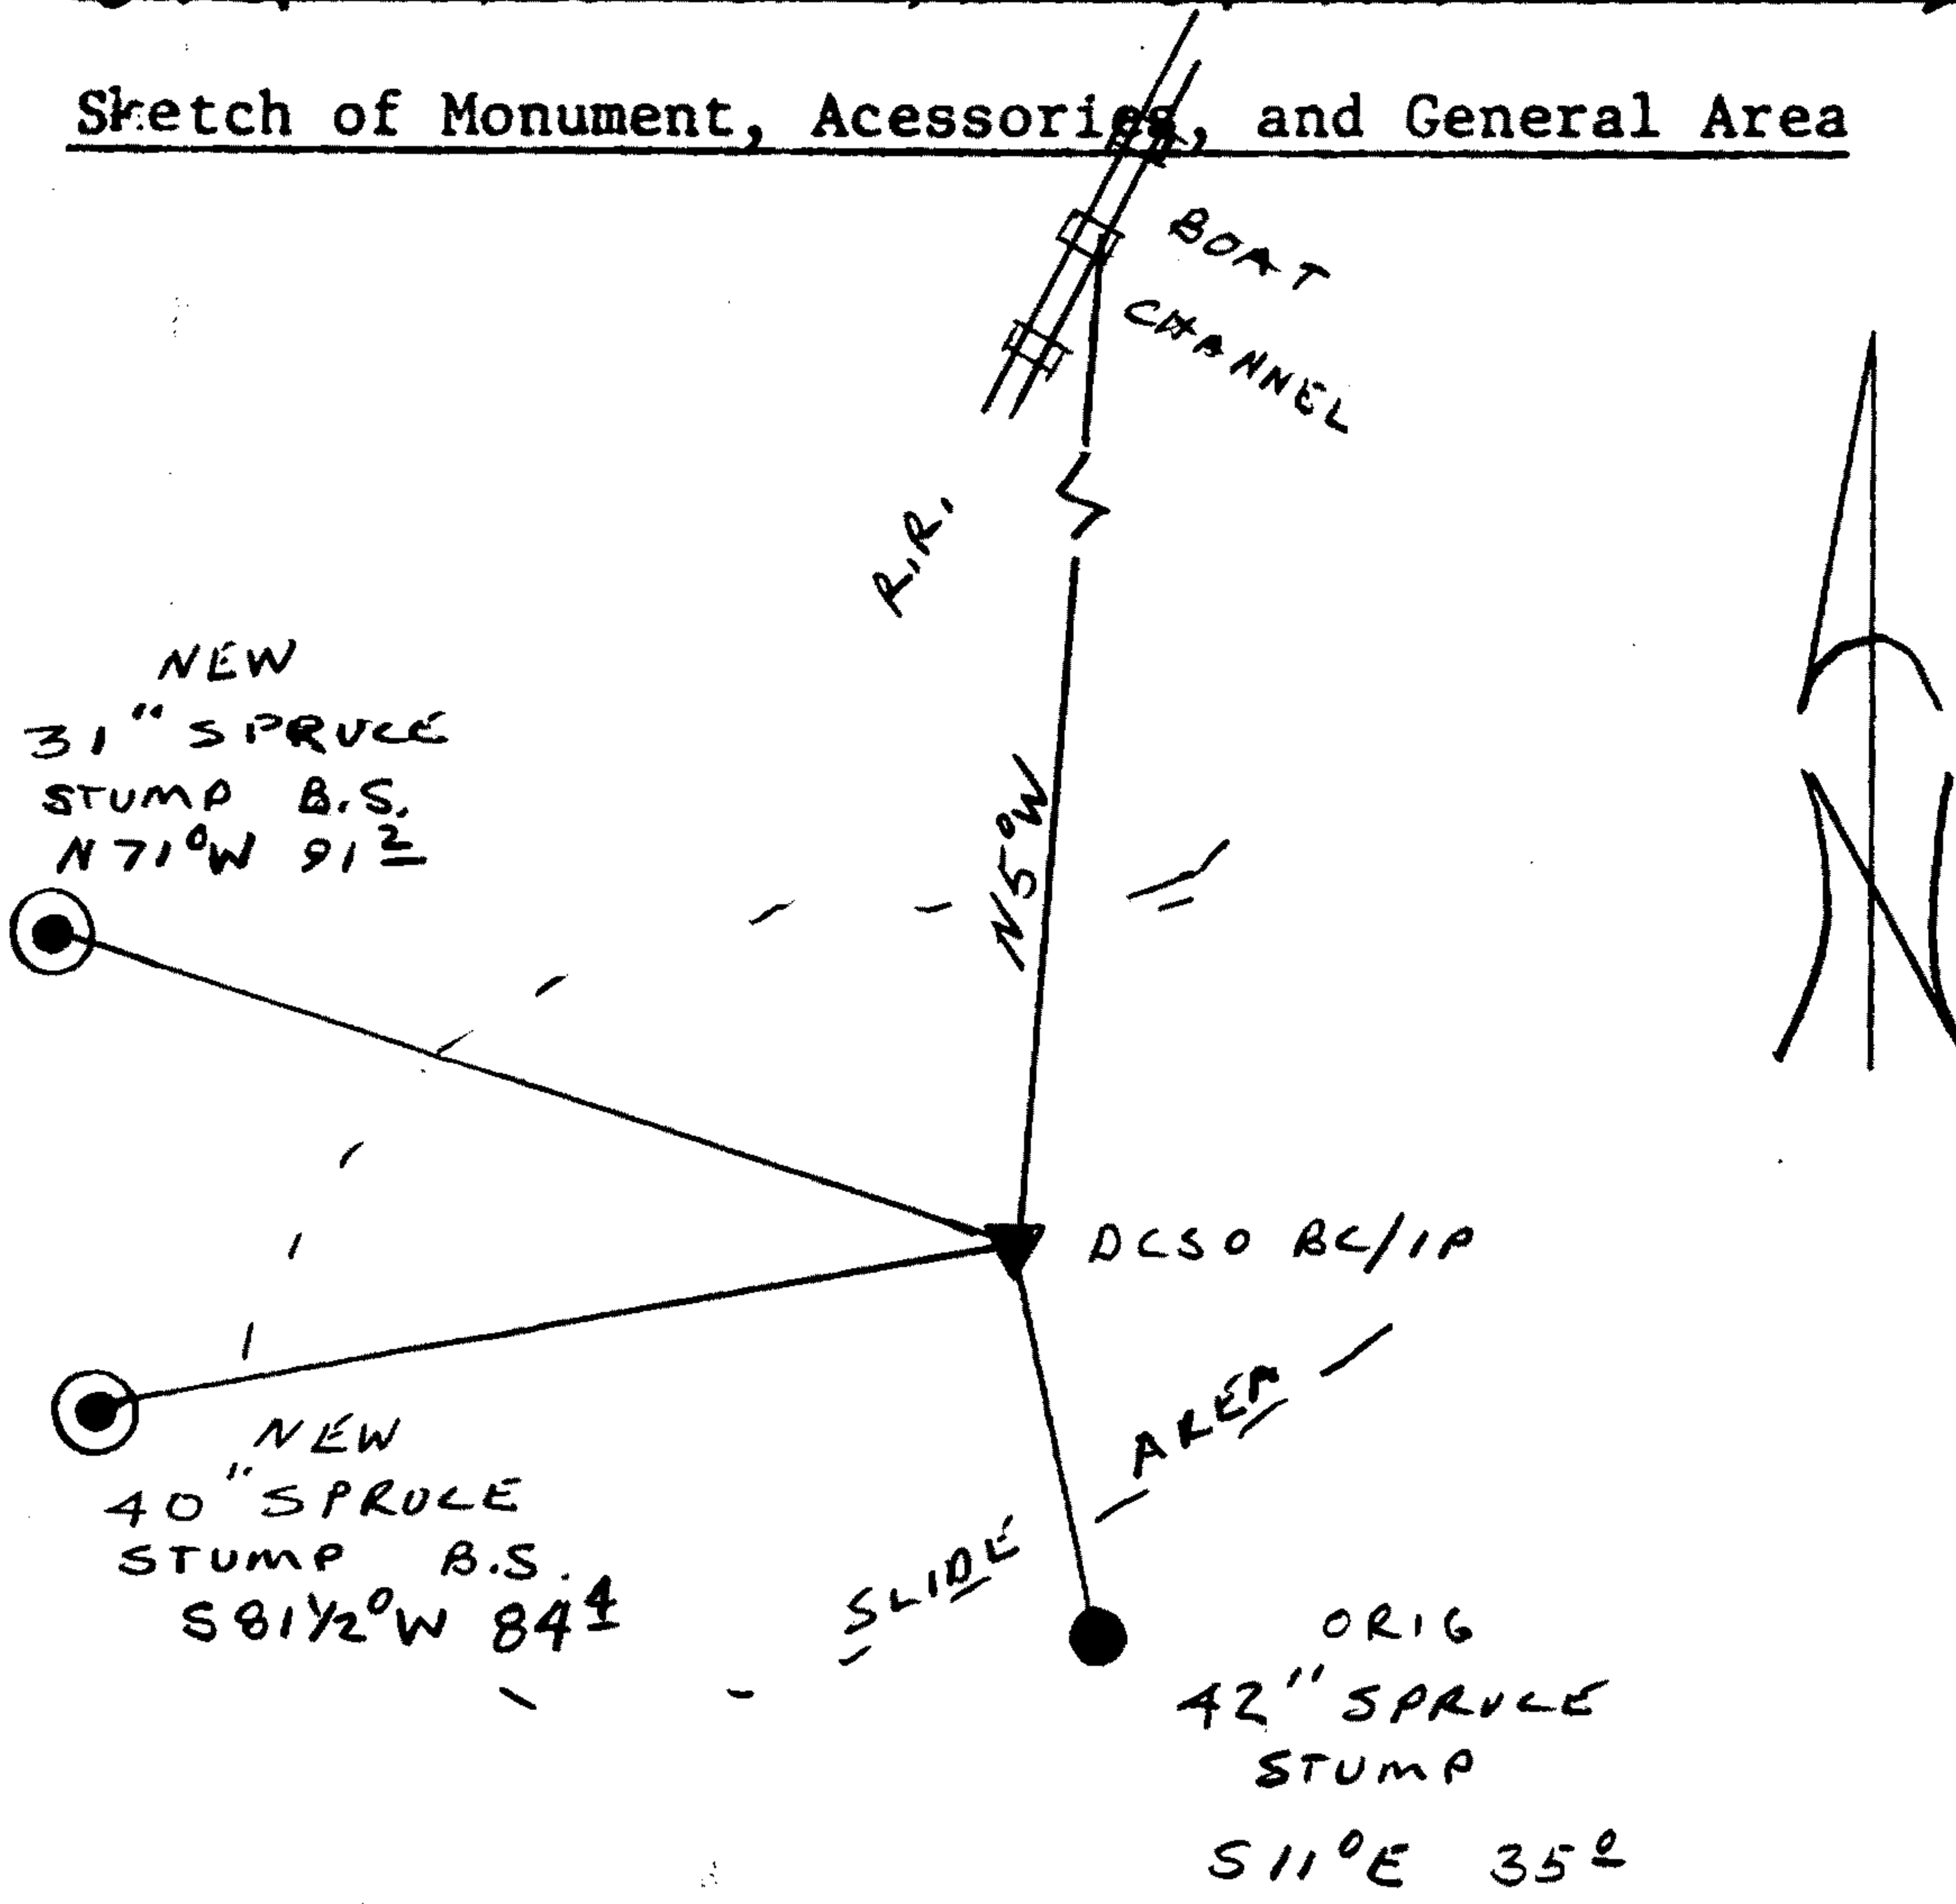 Sketch of Monument, Acessories, and General Area
BOAT
CHANNEL
R.R.
NEW
31" SPRUCE
STUMP B.S.
N71°W 91²
N5°W
N
DCSO BC/IP
NEW
40" SPRUCE
STUMP B.S.
S81½°W 84⁴
SLIDE AREA
ORIG
42" SPRUCE
STUMP
S11°E 35⁰